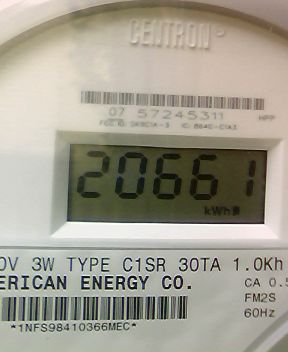 CENTRON®
07 57245311
HPP
20661
kWh
0V 3W TYPE C1SR 30TA 1.0Kh
ERICAN ENERGY CO.
CA 0.5
FM2S
60Hz
*1NFS98410366MEC*